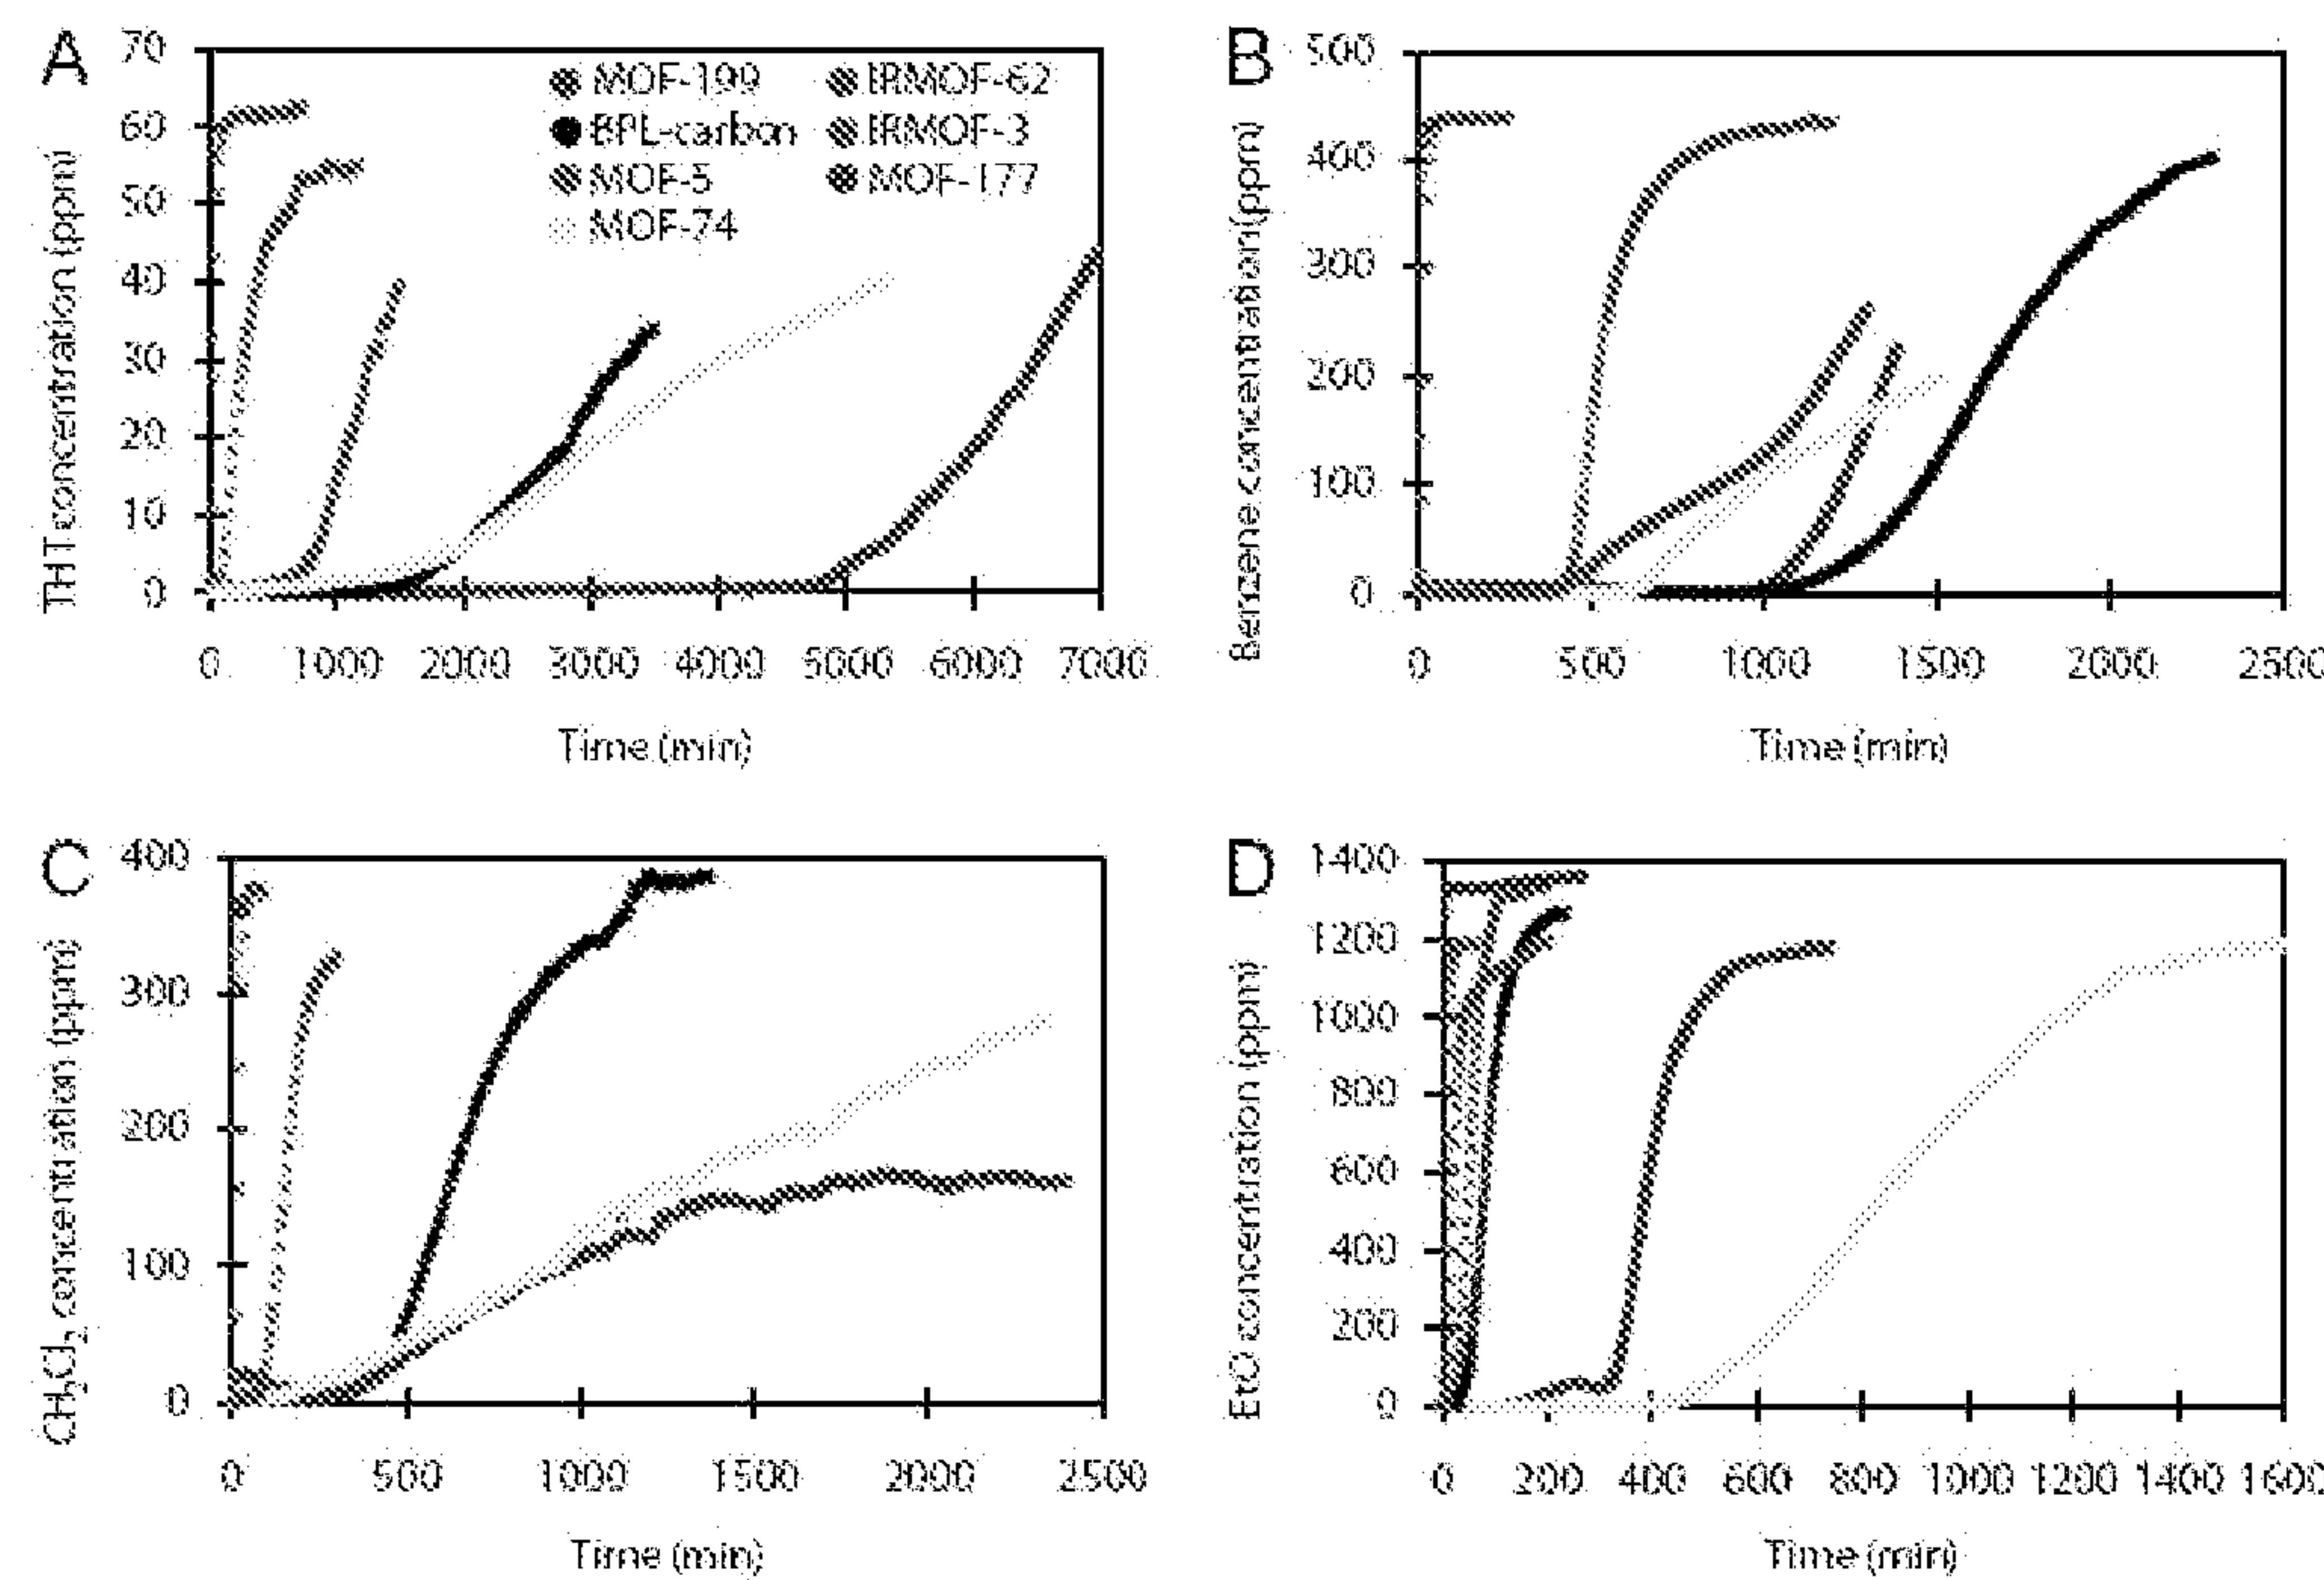 A
70
60
50
40
30
20
10
0
THT concentration (ppm)
MOF-199
BPL-carbon
MOF-5
MOF-74
IRMOF-62
IRMOF-3
MOF-177
0 1000 2000 3000 4000 5000 6000 7000
Time (min)
B
500
400
300
200
100
0
Benzene concentration(ppm)
0 500 1000 1500 2000 2500
Time (min)
C
400
300
200
100
0
CH2Cl2 concentration (ppm)
0 500 1000 1500 2000 2500
Time (min)
D
1400
1200
1000
800
600
400
200
0
EtO concentration (ppm)
0 200 400 600 800 1000 1200 1400 1600
Time (min)